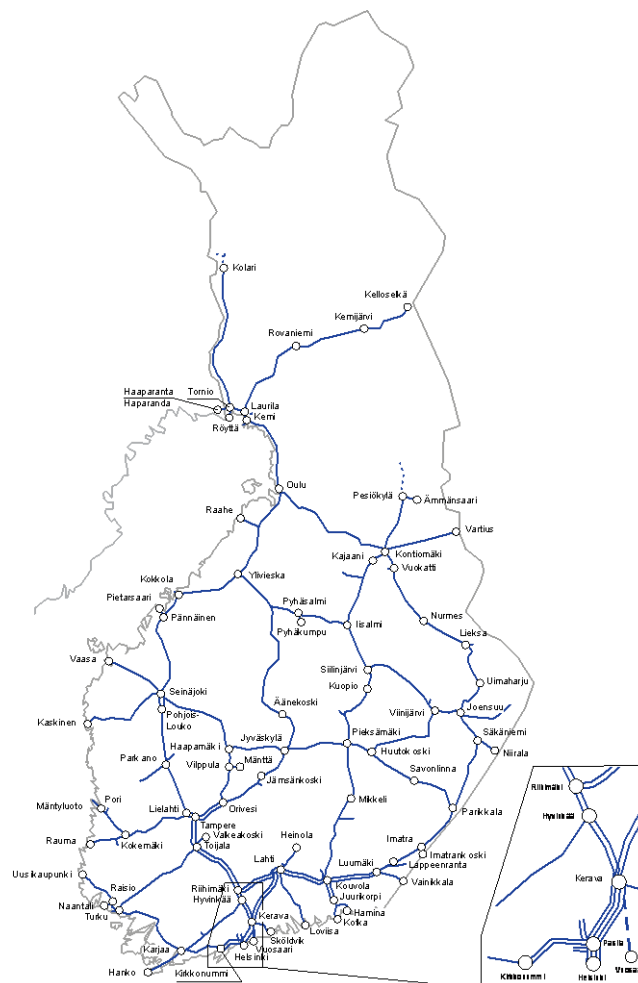 Kolari
Kelloselkä
Kemijärvi
Rovaniemi
Haaparanta
Tornio
Haparanda
Laurila
Kemi
Röyttä
Oulu
Pesiökylä
Ämmänsaari
Raahe
Vartius
Kontiomäki
Kajaani
Vuokatti
Ylivieska
Kokkola
Pietarsaari
Pännäinen
Pyhäsalmi
Pyhäkumpu
Iisalmi
Nurmes
Lieksa
Vaasa
Siilinjärvi
Uimaharju
Seinäjoki
Kuopio
Kaskinen
Pohjois-
Louko
Äänekoski
Viinijärvi
Joensuu
Haapamäki
Jyväskylä
Pieksämäki
Säkäniemi
Parkano
Vilppula
Mänttä
Huutokoski
Niirala
Jämsänkoski
Savonlinna
Mäntyluoto
Pori
Lielahti
Orivesi
Mikkeli
Parikkala
Tampere
Valkeakoski
Heinola
Rauma
Kokemäki
Toijala
Imatra
Imatrankoski
Lahti
Luumäki
Lappeenranta
Uusikaupunki
Raisio
Riihimäki
Kouvola
Vainikkala
Naantali
Hyvinkää
Juurikorpi
Turku
Kerava
Hamina
Kotka
Loviisa
Sköldvik
Karjaa
Vuosaari
Helsinki
Hanko
Kirkkonummi
Riihimäki
Hyvinkää
Kerava
Pasila
Kirkkonummi
Helsinki
Vuosaa